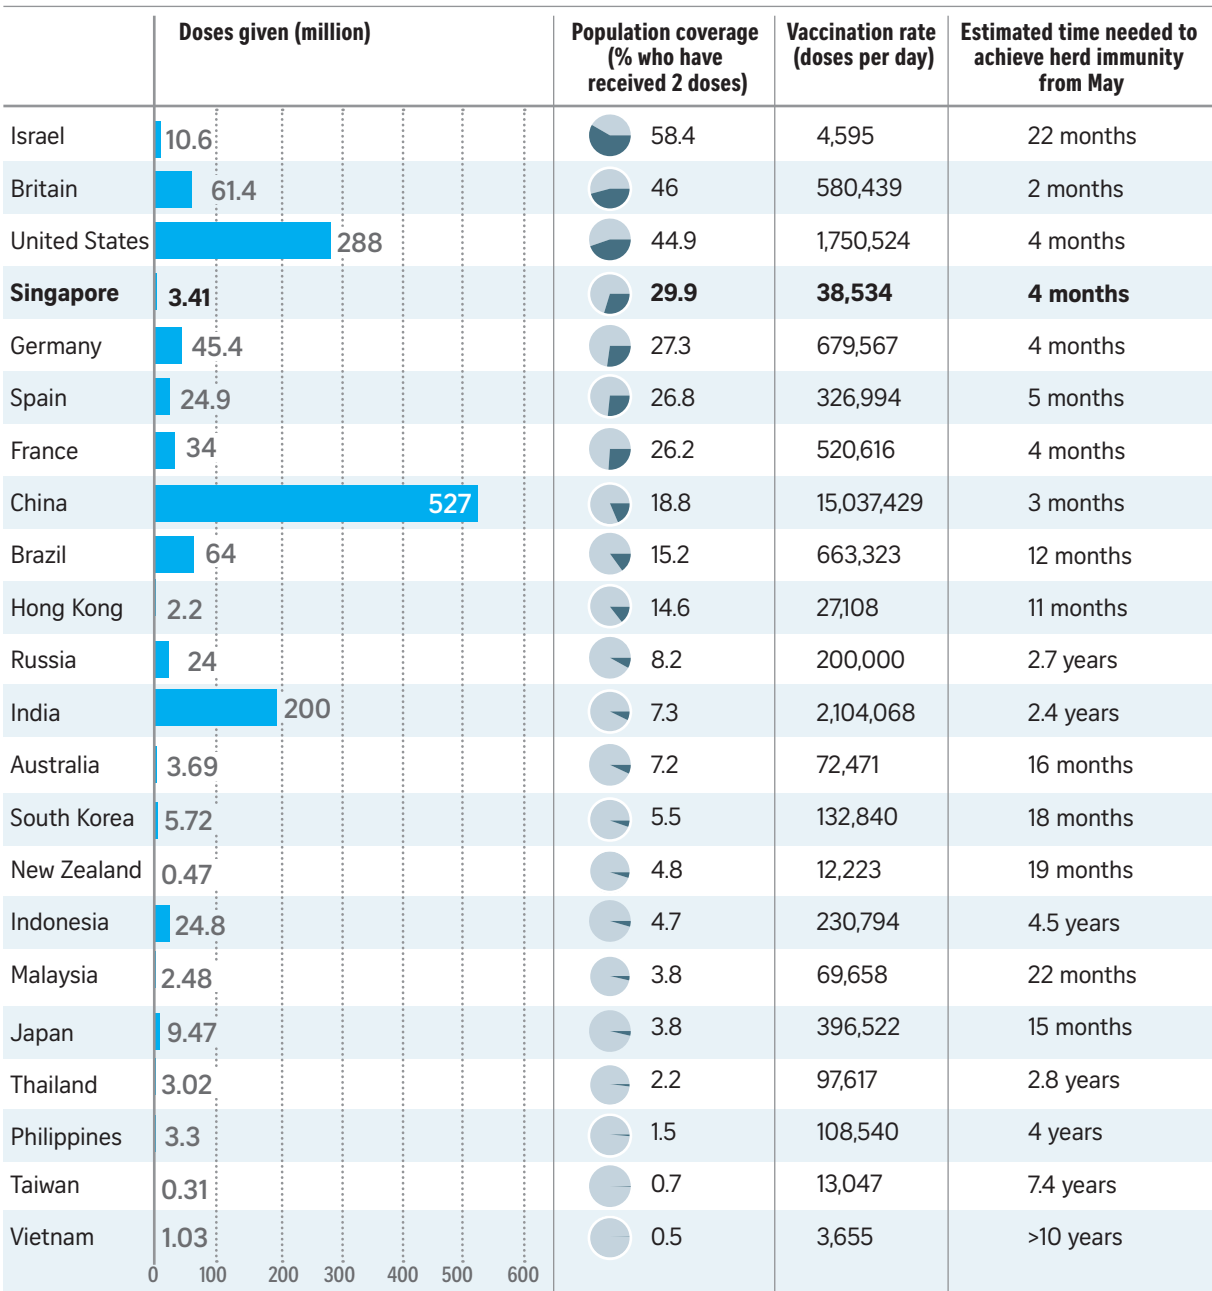 Doses given (million)
Population coverage
(% who have
received 2 doses)
Vaccination rate
(doses per day)
Estimated time needed to
achieve herd immunity
from May
Israel 10.6 58.4 4,595 22 months
Britain 61.4 46 580,439 2 months
United States 288 44.9 1,750,524 4 months
Singapore 3.41 29.9 38,534 4 months
Germany 45.4 27.3 679,567 4 months
Spain 24.9 26.8 326,994 5 months
France 34 26.2 520,616 4 months
China 527 18.8 15,037,429 3 months
Brazil 64 15.2 663,323 12 months
Hong Kong 2.2 14.6 27,108 11 months
Russia 24 8.2 200,000 2.7 years
India 200 7.3 2,104,068 2.4 years
Australia 3.69 7.2 72,471 16 months
South Korea 5.72 5.5 132,840 18 months
New Zealand 0.47 4.8 12,223 19 months
Indonesia 24.8 4.7 230,794 4.5 years
Malaysia 2.48 3.8 69,658 22 months
Japan 9.47 3.8 396,522 15 months
Thailand 3.02 2.2 97,617 2.8 years
Philippines 3.3 1.5 108,540 4 years
Taiwan 0.31 0.7 13,047 7.4 years
Vietnam 1.03 0.5 3,655 >10 years
0 100 200 300 400 500 600